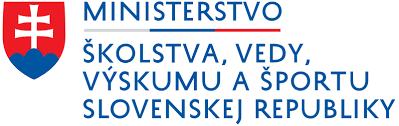 MINISTERSTVO
ŠKOLSTVA, VEDY,
VÝSKUMU A ŠPORTU
SLOVENSKEJ REPUBLIKY